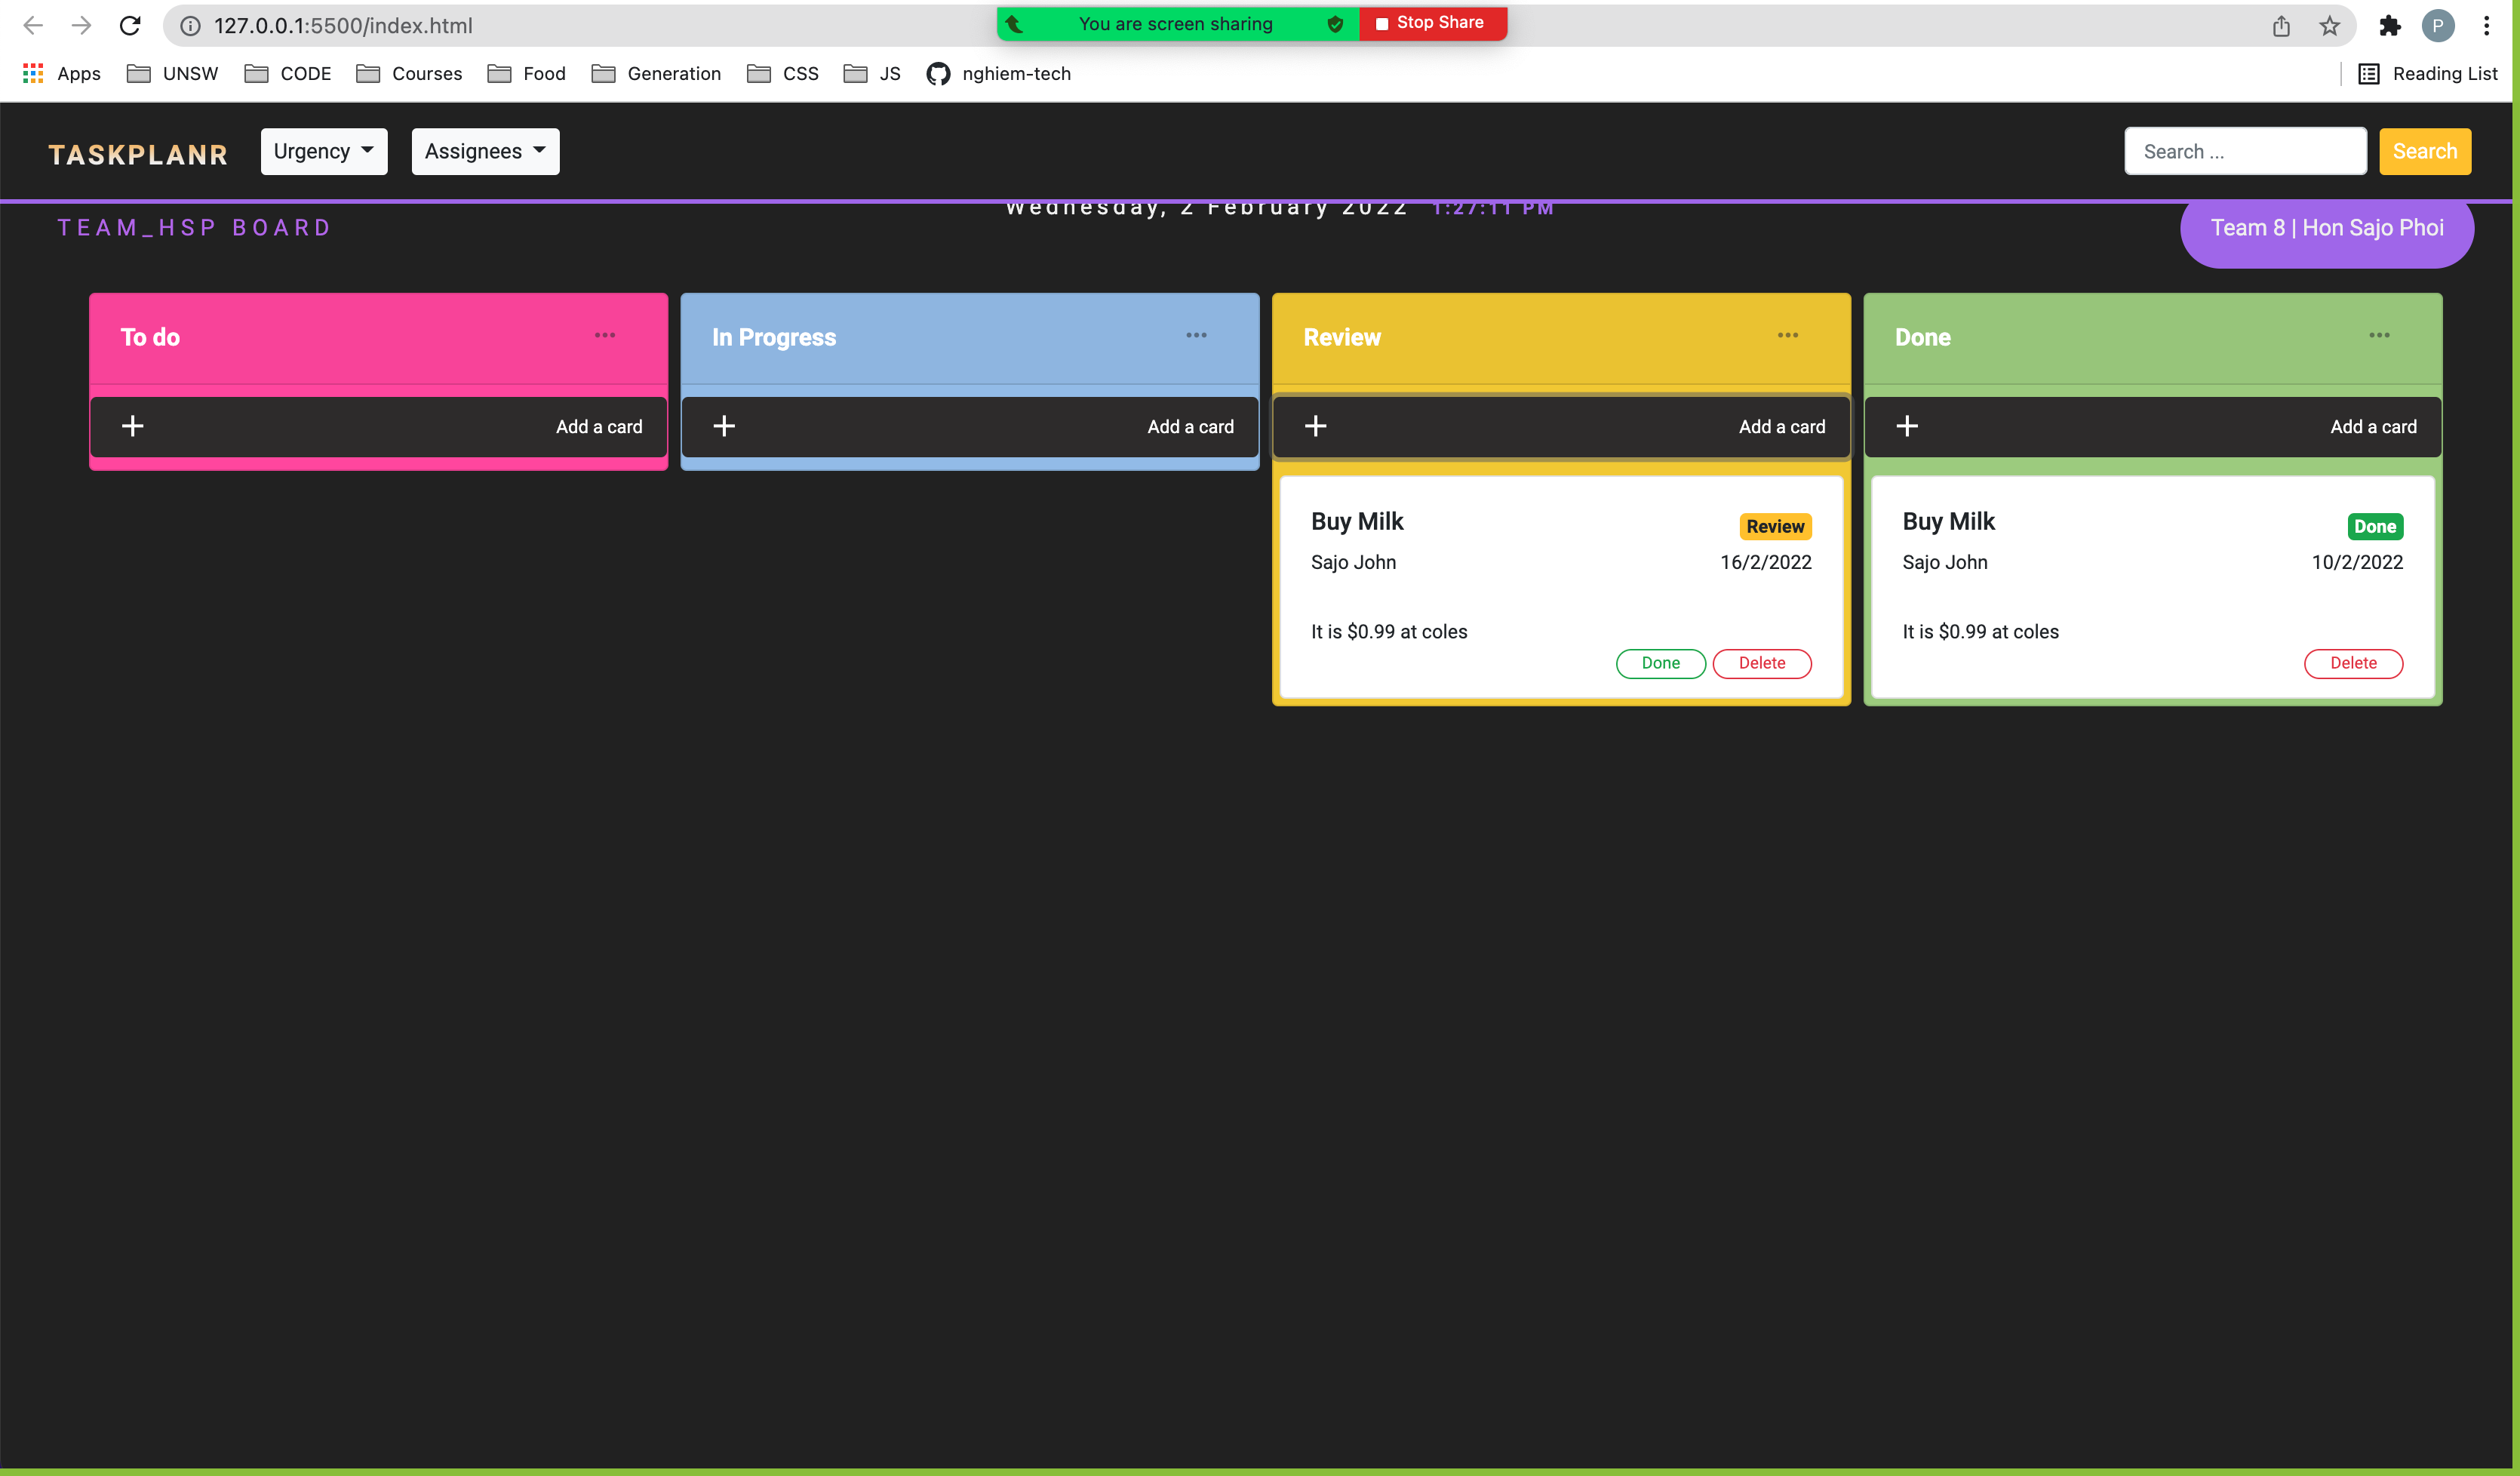 127.0.0.1:5500/index.html
You are screen sharing
Stop Share
P
Apps UNSW CODE Courses Food Generation CSS JS nghiem-tech Reading List
TASKPLANR Urgency Assignees Search ... Search
Wednesday, 2 February 2022 1:27:11 PM
TEAM_HSP BOARD
Team 8 | Hon Sajo Phoi
To do ... In Progress ... Review ... Done ...
+ Add a card + Add a card + Add a card + Add a card
Buy Milk Review
Sajo John 16/2/2022
It is $0.99 at coles
Done Delete
Buy Milk Done
Sajo John 10/2/2022
It is $0.99 at coles
Delete